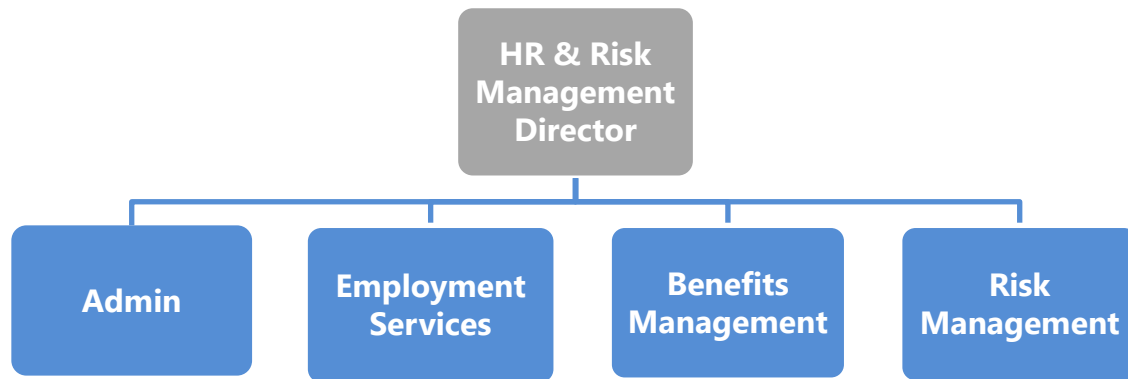 HR & Risk
Management
Director
Admin
Employment
Services
Benefits
Management
Risk
Management